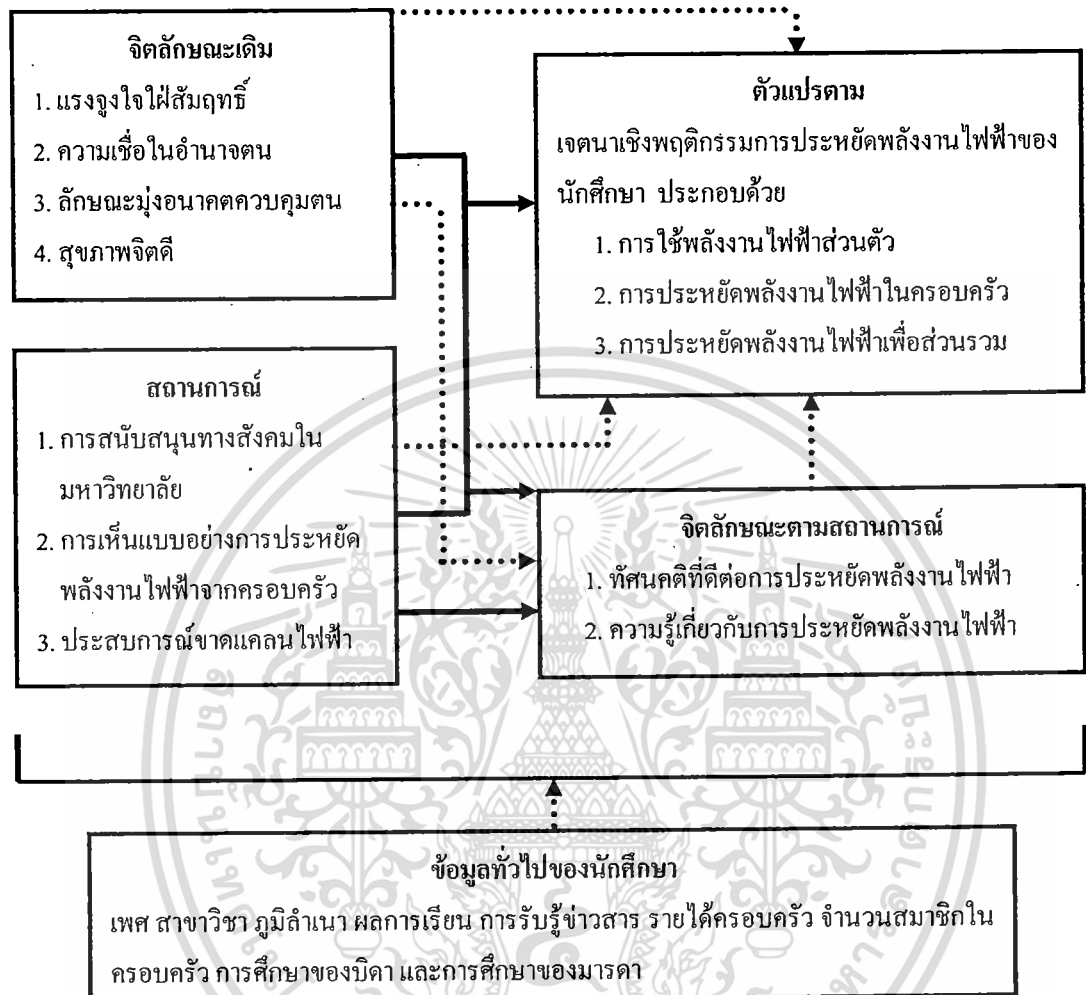 จิตลักษณะเดิม
1. แรงจูงใจใฝ่สัมฤทธิ์
2. ความเชื่อในอำนาจตน
3. ลักษณะมุ่งอนาคตควบคุมตน
4. สุขภาพจิตดี
ตัวแปรตาม
เจตนาเชิงพฤติกรรมการประหยัดพลังงานไฟฟ้าของ
นักศึกษา ประกอบด้วย
1. การใช้พลังงานไฟฟ้าส่วนตัว
2. การประหยัดพลังงานไฟฟ้าในครอบครัว
3. การประหยัดพลังงานไฟฟ้าเพื่อส่วนรวม
สถานการณ์
1. การสนับสนุนทางสังคมใน
มหาวิทยาลัย
2. การเห็นแบบอย่างการประหยัด
พลังงานไฟฟ้าจากครอบครัว
3. ประสบการณ์ขาดแคลนไฟฟ้า
จิตลักษณะตามสถานการณ์
1. ทัศนคติที่ดีต่อการประหยัดพลังงานไฟฟ้า
2. ความรู้เกี่ยวกับการประหยัดพลังงานไฟฟ้า
ข้อมูลทั่วไปของนักศึกษา
เพศ สาขาวิชา ภูมิลำเนา ผลการเรียน การรับรู้ข่าวสาร รายได้ครอบครัว จำนวนสมาชิกใน
ครอบครัว การศึกษาของบิดา และการศึกษาของมารดา